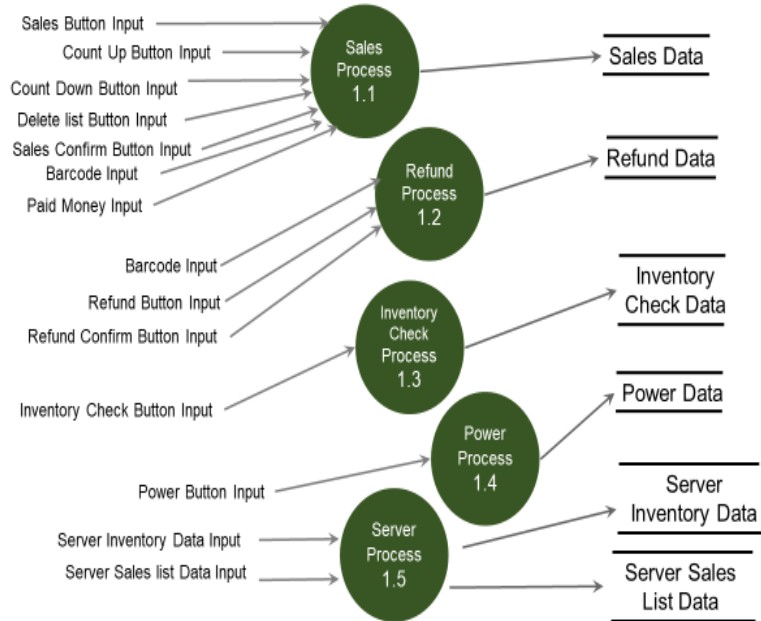 Sales Button Input
Count Up Button Input
Count Down Button Input
Delete list Button Input
Sales Confirm Button Input
Barcode Input
Paid Money Input
Sales
Process
1.1
Sales Data
Barcode Input
Refund Button Input
Refund Confirm Button Input
Refund
Process
1.2
Refund Data
Inventory Check Button Input
Inventory
Check
Process
1.3
Inventory
Check Data
Power Button Input
Power
Process
1.4
Power Data
Server Inventory Data Input
Server Sales list Data Input
Server
Process
1.5
Server
Inventory Data
Server Sales
List Data